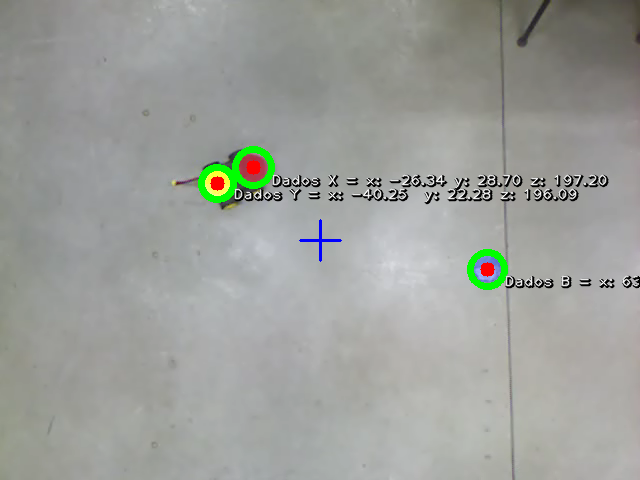 Dados X = x: -26.34 y: 28.70 z: 197.20
Dados Y = x: -40.25 y: 22.28 z: 196.09
Dados B = x: 63